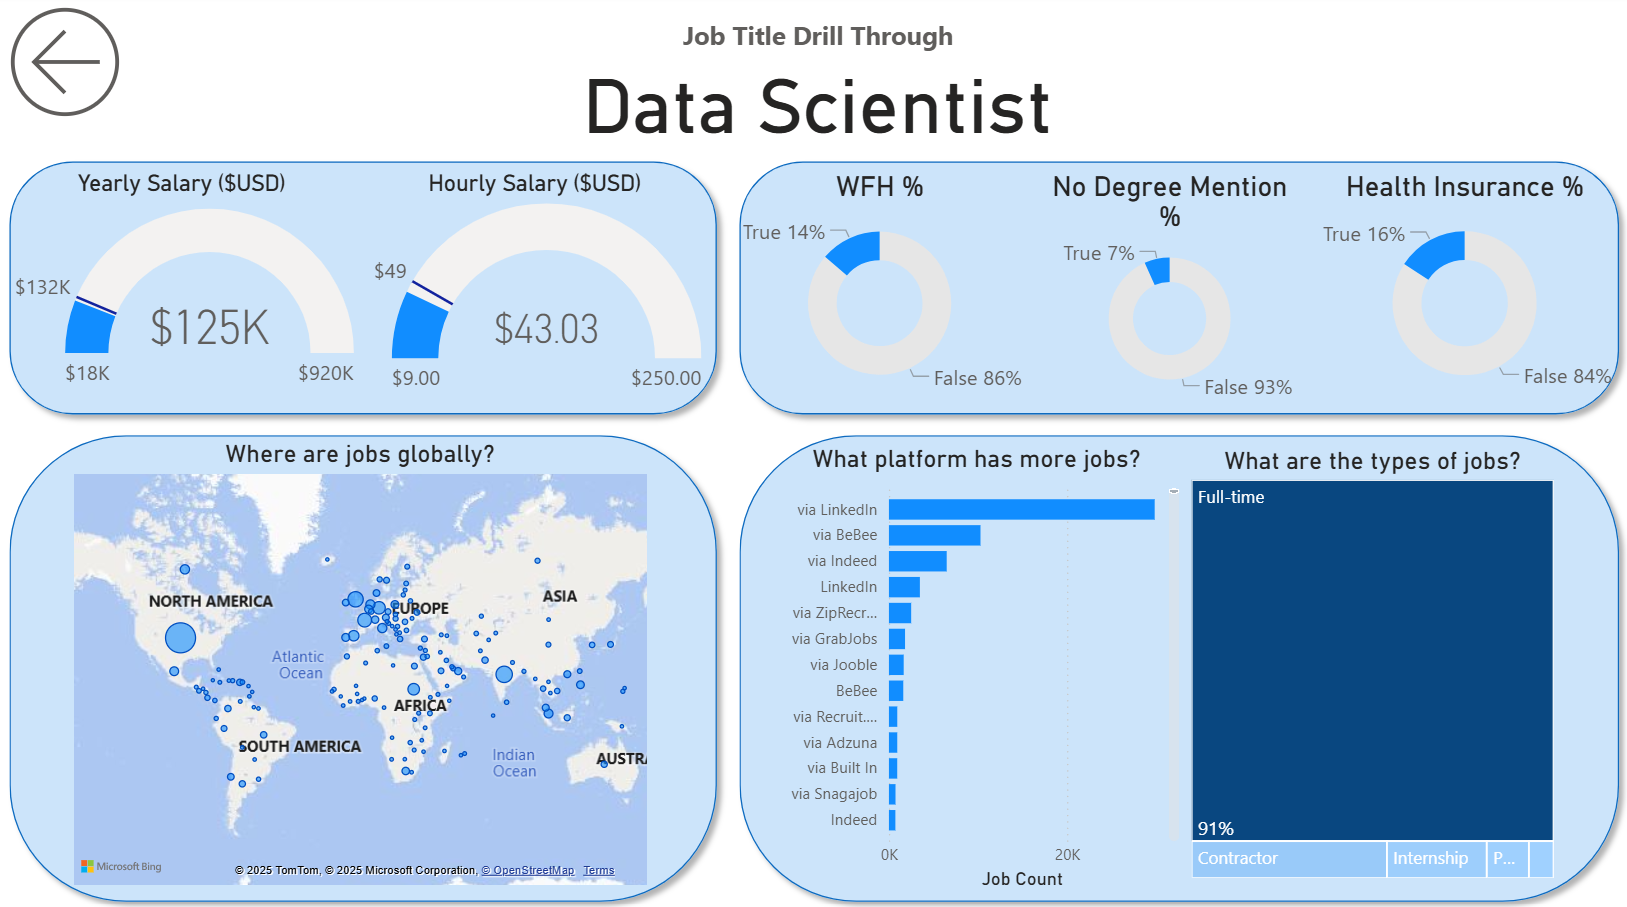 Job Title Drill Through
Data Scientist
Yearly Salary ($USD)
$132K
$125K
$18K
$920K
Hourly Salary ($USD)
$49
$43.03
$9.00
$250.00
WFH %
True 14%
False 86%
No Degree Mention
%
True 7%
False 93%
Health Insurance %
True 16%
False 84%
Where are jobs globally?
NORTH AMERICA
EUROPE
ASIA
Atlantic
Ocean
AFRICA
SOUTH AMERICA
Indian
Ocean
AUSTRA
Microsoft Bing
© 2025 TomTom, © 2025 Microsoft Corporation, © OpenStreetMap Terms
What platform has more jobs?
via LinkedIn
via BeBee
via Indeed
LinkedIn
via ZipRecr...
via GrabJobs
via Jooble
BeBee
via Recruit....
via Adzuna
via Built In
via Snagajob
Indeed
0K
20K
Job Count
What are the types of jobs?
Full-time
91%
Contractor
Internship
P...